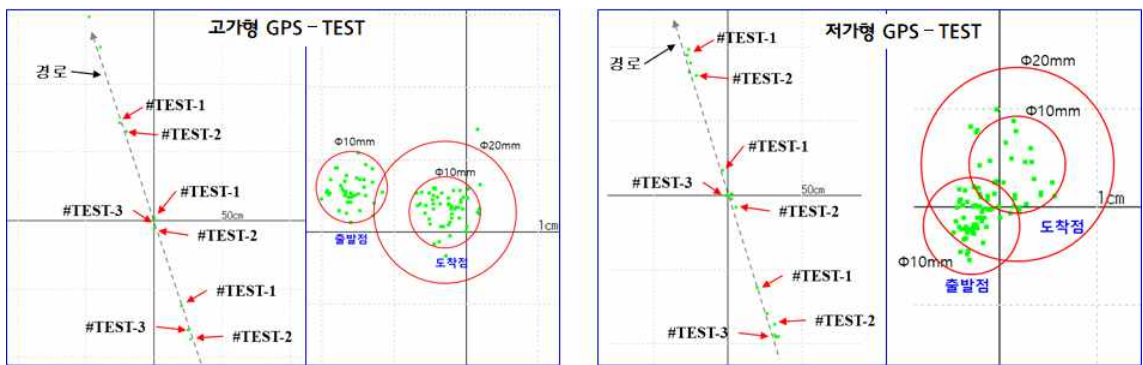 고가형 GPS – TEST
경로
#TEST-1
#TEST-2
#TEST-1
#TEST-3
50cm
#TEST-2
#TEST-1
#TEST-3
#TEST-2
Φ10mm
Φ20mm
Φ10mm
1cm
출발점
도착점
저가형 GPS – TEST
#TEST-1
경로
#TEST-2
#TEST-1
#TEST-3
50cm
#TEST-2
#TEST-1
#TEST-2
#TEST-3
Φ20mm
Φ10mm
1cm
도착점
Φ10mm
출발점